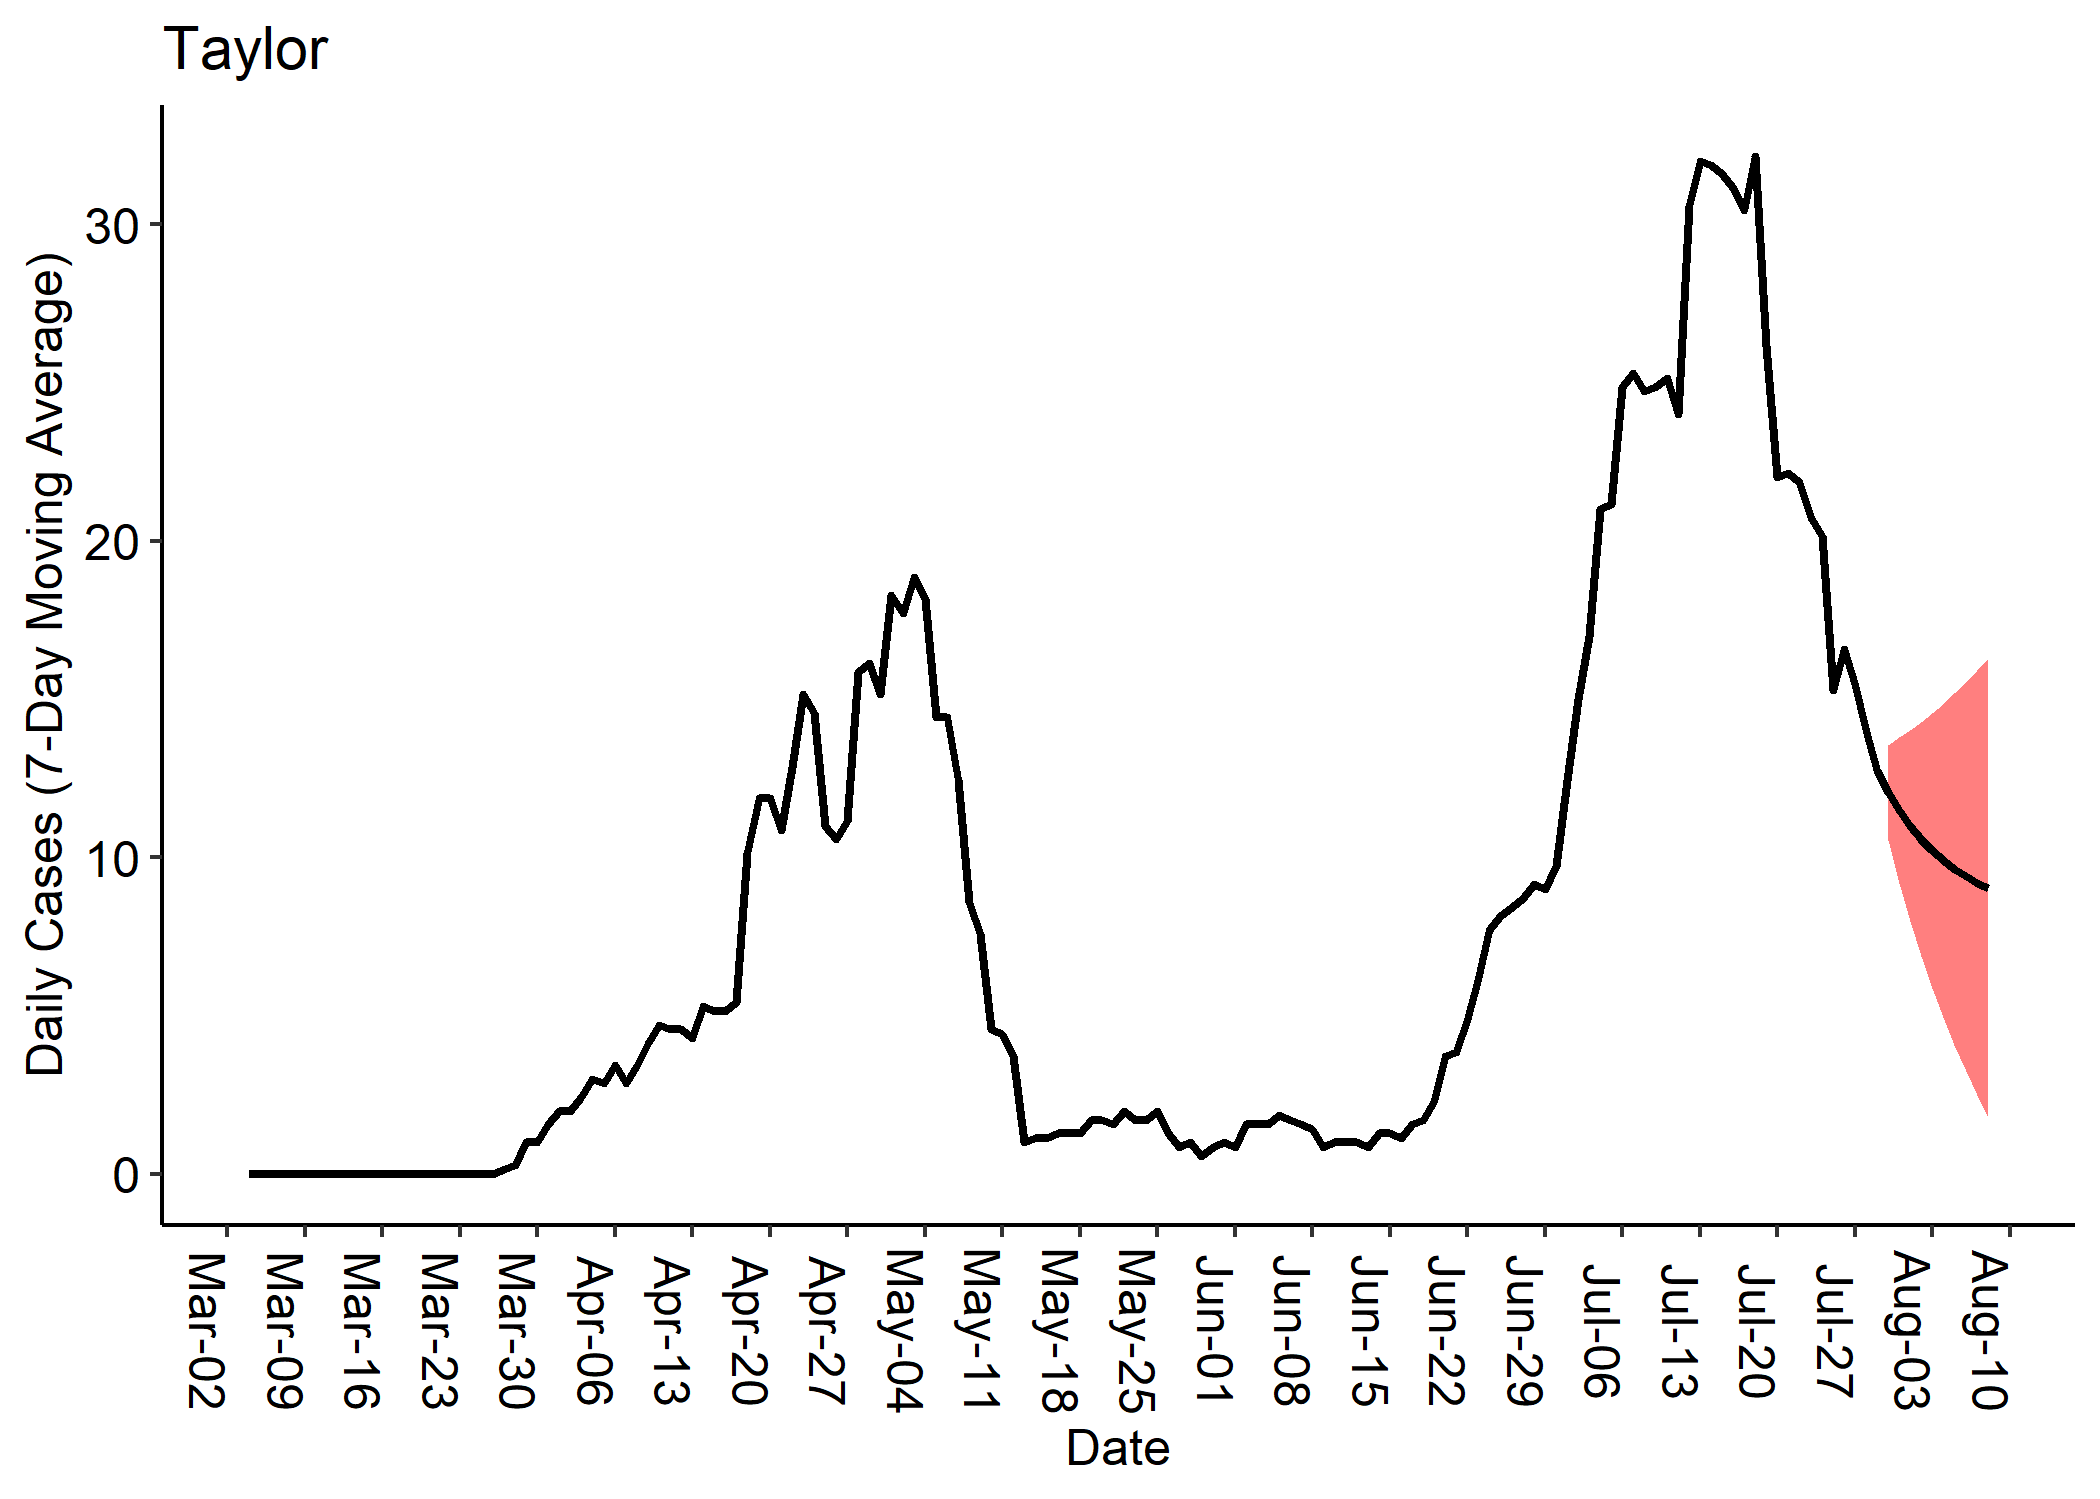 Taylor
Daily Cases (7-Day Moving Average)
30
20
10
0
Mar-02
Mar-09
Mar-16
Mar-23
Mar-30
Apr-06
Apr-13
Apr-20
Apr-27
May-04
May-11
May-18
May-25
Jun-01
Jun-08
Jun-15
Jun-22
Jun-29
Jul-06
Jul-13
Jul-20
Jul-27
Aug-03
Aug-10
Date